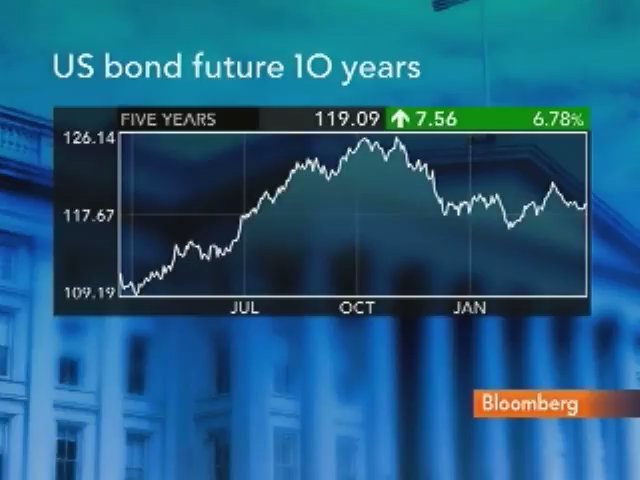 US bond future 10 years
FIVE YEARS 119.09 7.56 6.78%
126.14
117.67
109.19
JUL OCT JAN
Bloomberg